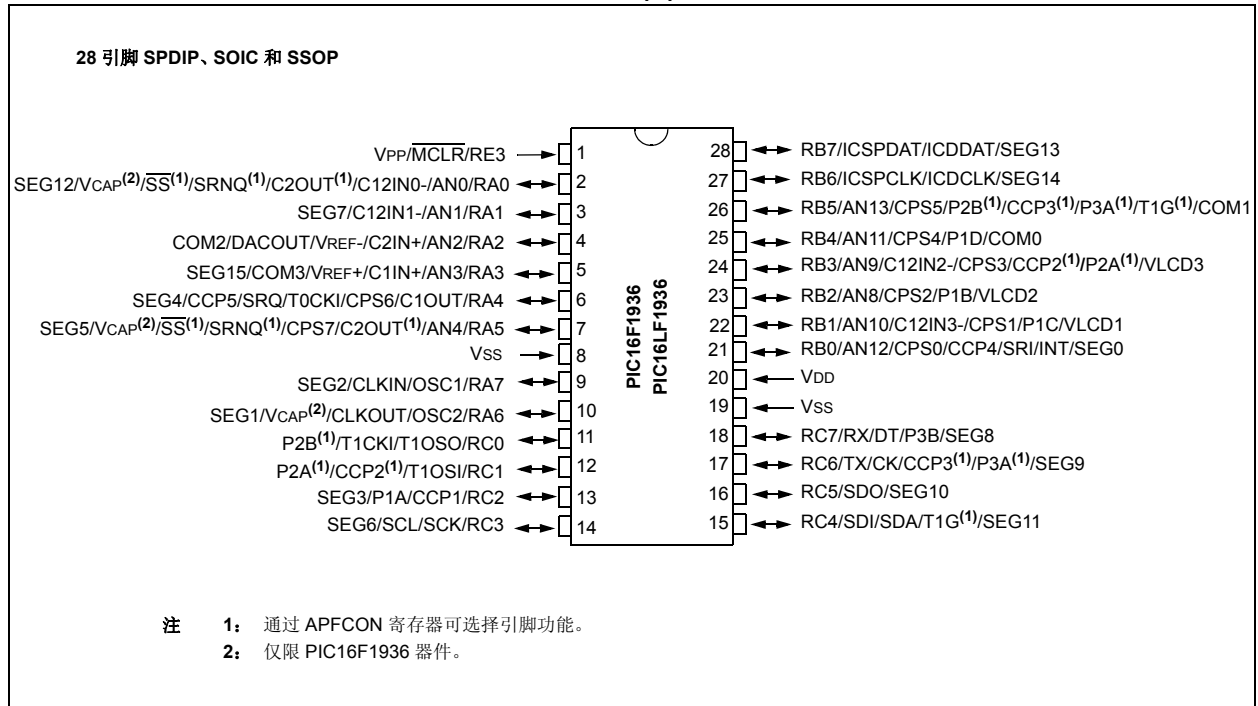 28 引脚 SPDIP、SOIC 和 SSOP
VPP/MCLR/RE3 1
SEG12/VCAP(2)/SS(1)/SRNQ(1)/C2OUT(1)/C12IN0-/AN0/RA0 2
SEG7/C12IN1-/AN1/RA1 3
COM2/DACOUT/VREF-/C2IN+/AN2/RA2 4
SEG15/COM3/VREF+/C1IN+/AN3/RA3 5
SEG4/CCP5/SRQ/T0CKI/CPS6/C1OUT/RA4 6
SEG5/VCAP(2)/SS(1)/SRNQ(1)/CPS7/C2OUT(1)/AN4/RA5 7
VSS 8
SEG2/CLKIN/OSC1/RA7 9
SEG1/VCAP(2)/CLKOUT/OSC2/RA6 10
P2B(1)/T1CKI/T1OSO/RC0 11
P2A(1)/CCP2(1)/T1OSI/RC1 12
SEG3/P1A/CCP1/RC2 13
SEG6/SCL/SCK/RC3 14
PIC16F1936
PIC16LF1936
28 RB7/ICSPDAT/ICDDAT/SEG13
27 RB6/ICSPCLK/ICDCLK/SEG14
26 RB5/AN13/CPS5/P2B(1)/CCP3(1)/P3A(1)/T1G(1)/COM1
25 RB4/AN11/CPS4/P1D/COM0
24 RB3/AN9/C12IN2-/CPS3/CCP2(1)/P2A(1)/VLCD3
23 RB2/AN8/CPS2/P1B/VLCD2
22 RB1/AN10/C12IN3-/CPS1/P1C/VLCD1
21 RB0/AN12/CPS0/CCP4/SRI/INT/SEG0
20 VDD
19 VSS
18 RC7/RX/DT/P3B/SEG8
17 RC6/TX/CK/CCP3(1)/P3A(1)/SEG9
16 RC5/SDO/SEG10
15 RC4/SDI/SDA/T1G(1)/SEG11
注 1： 通过 APFCON 寄存器可选择引脚功能。
2： 仅限 PIC16F1936 器件。